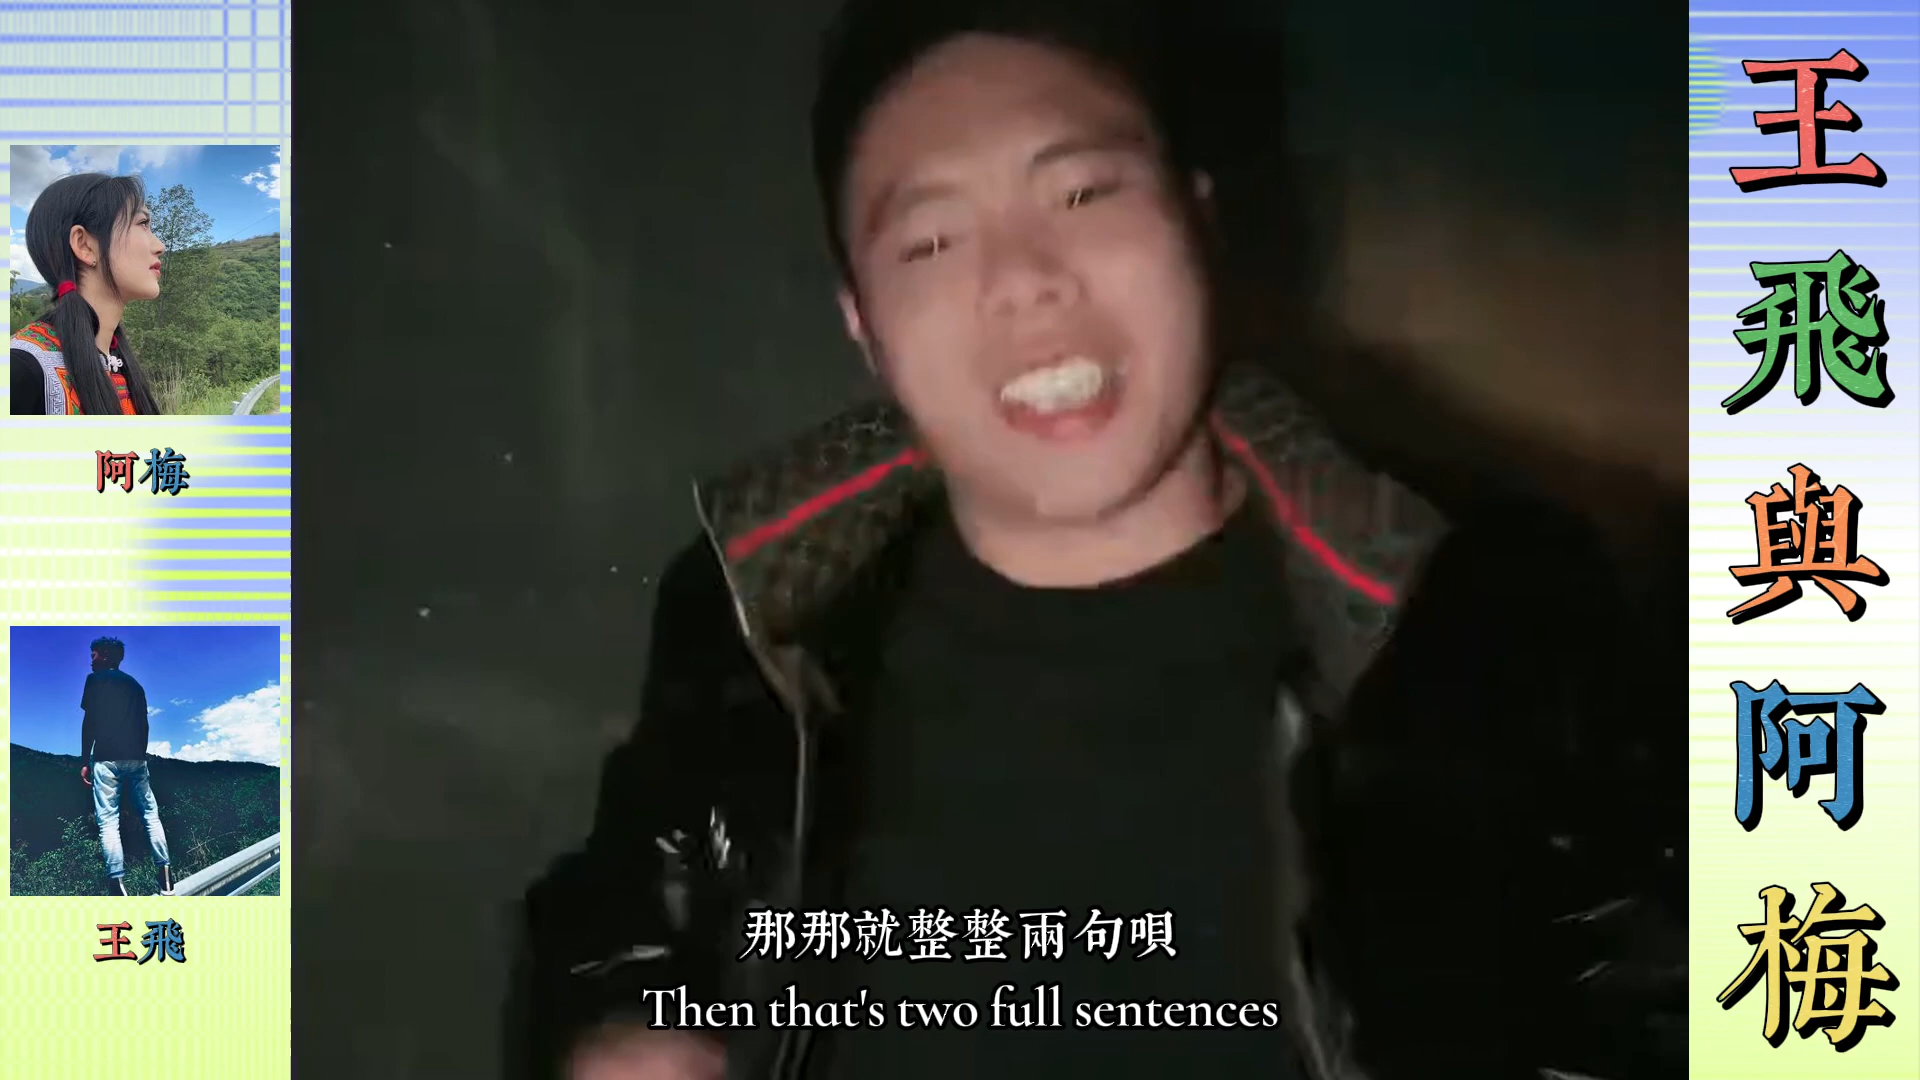 阿梅
王飛
那那就整整兩句唄
Then that's two full sentences
王飛與阿梅